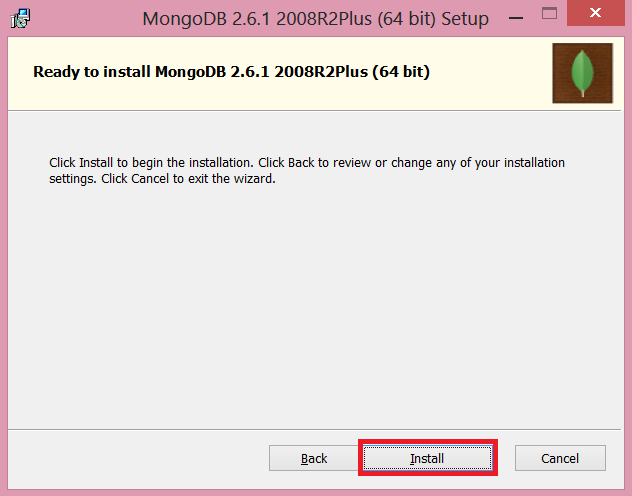 MongoDB 2.6.1 2008R2Plus (64 bit) Setup
Ready to install MongoDB 2.6.1 2008R2Plus (64 bit)
Click Install to begin the installation. Click Back to review or change any of your installation
settings. Click Cancel to exit the wizard.
Back
Install
Cancel